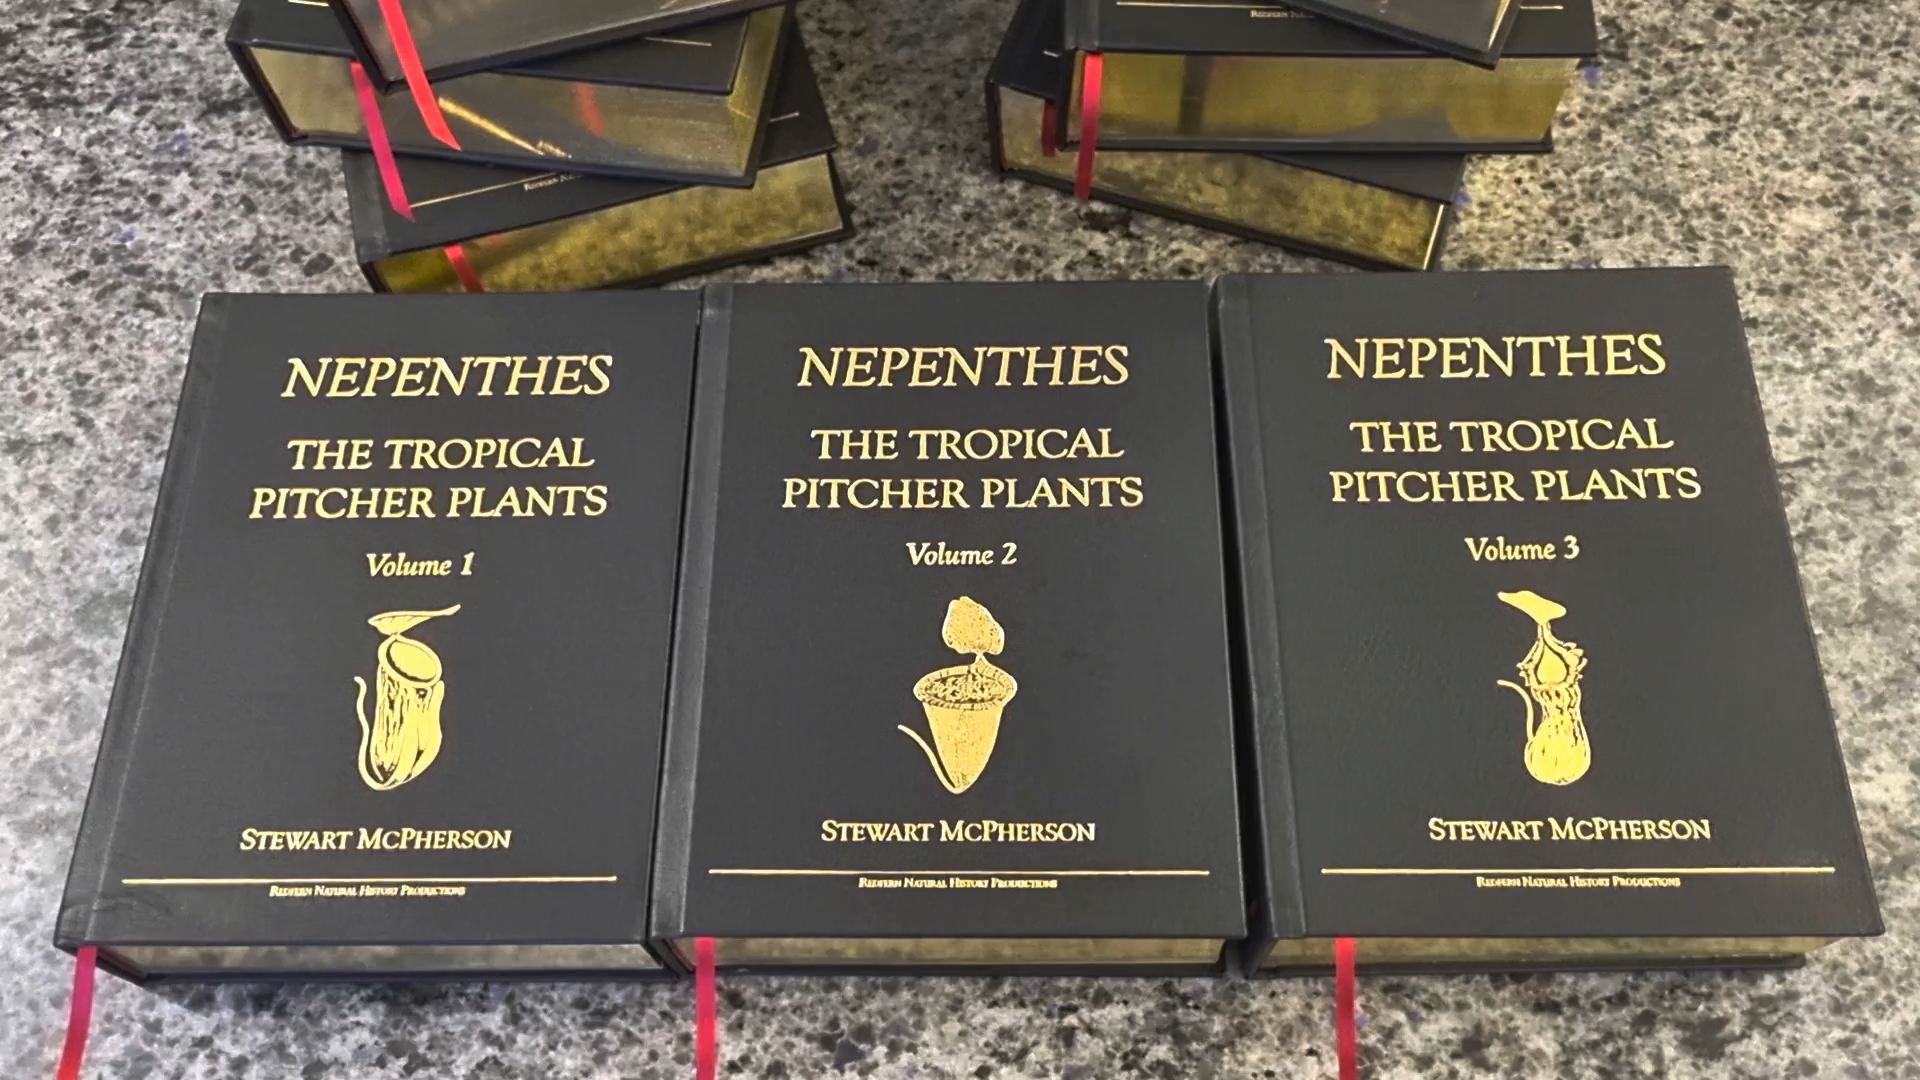 NEPENTHES
THE TROPICAL
PITCHER PLANTS
Volume 1
STEWART MCPHERSON
REDFERN NATURAL HISTORY PRODUCTIONS
NEPENTHES
THE TROPICAL
PITCHER PLANTS
Volume 2
STEWART MCPHERSON
REDFERN NATURAL HISTORY PRODUCTIONS
NEPENTHES
THE TROPICAL
PITCHER PLANTS
Volume 3
STEWART MCPHERSON
REDFERN NATURAL HISTORY PRODUCTIONS